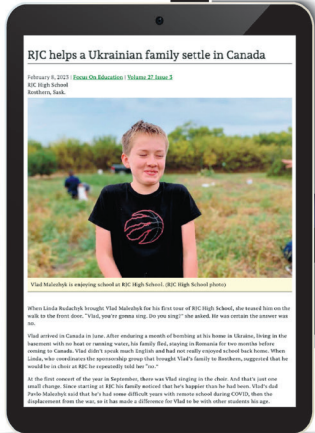 RJC helps a Ukrainian family settle in Canada
February 9, 2023 | Focus On Education | Volume 27 Issue 3
RJC High School
Rosthern, Sask.
Vlad Malezhyk is enjoying school at RJC High School. (RJC High School photo)
When Linda Rudachyk brought Vlad Malezhyk for his first tour of RJC High School, she teased him on the
walk to the front door. “Vlad, you're gonna sing. Do you sing?” she asked. He was certain the answer was
no.
Vlad arrived in Canada in June. After enduring a month of bombing at his home in Ukraine, living in the
basement with no heat or running water, his family fled, staying in Romania for two months before
coming to Canada. Vlad didn't speak much English and had not really enjoyed school back home. When
Linda, who coordinates the sponsorship group that brought Vlad's family to Rosthern, suggested that he
would be in choir at RJC he repeatedly told her “no.”
At the first concert of the year in September, there was Vlad singing in the choir. And that's just one
small change. Since starting at RJC his family noticed that he's happier than he had been. Vlad's dad
Pavlo Malezhyk said that he'd had some difficult years with remote school during COVID, then the
displacement from the war, so it has made a difference for Vlad to be with other students his age.